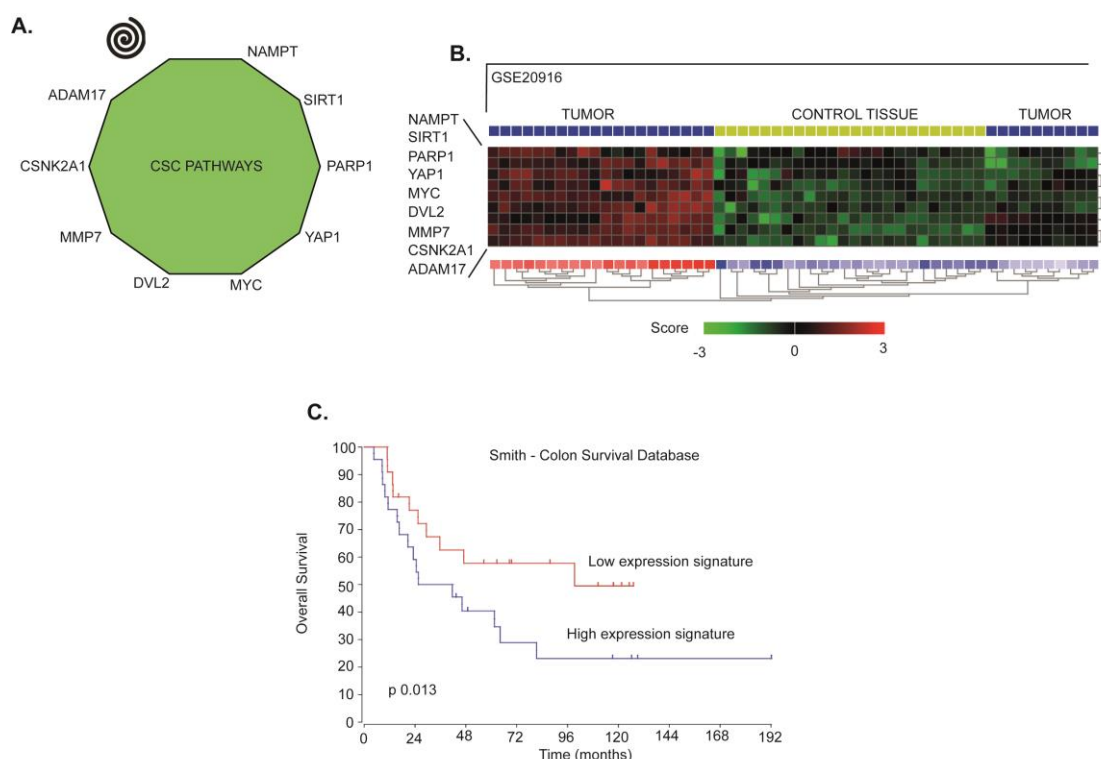 A.
NAMPT
ADAM17
SIRT1
CSNK2A1
CSC PATHWAYS
PARP1
MMP7
YAP1
DVL2
MYC
B.
GSE20916
TUMOR
CONTROL TISSUE
TUMOR
NAMPT
SIRT1
PARP1
YAP1
MYC
DVL2
MMP7
CSNK2A1
ADAM17
Score
-3
0
3
C.
Smith - Colon Survival Database
Overall Survival
100
90
80
70
60
50
40
30
20
10
0
Low expression signature
High expression signature
p 0.013
0 24 48 72 96 120 144 168 192
Time (months)